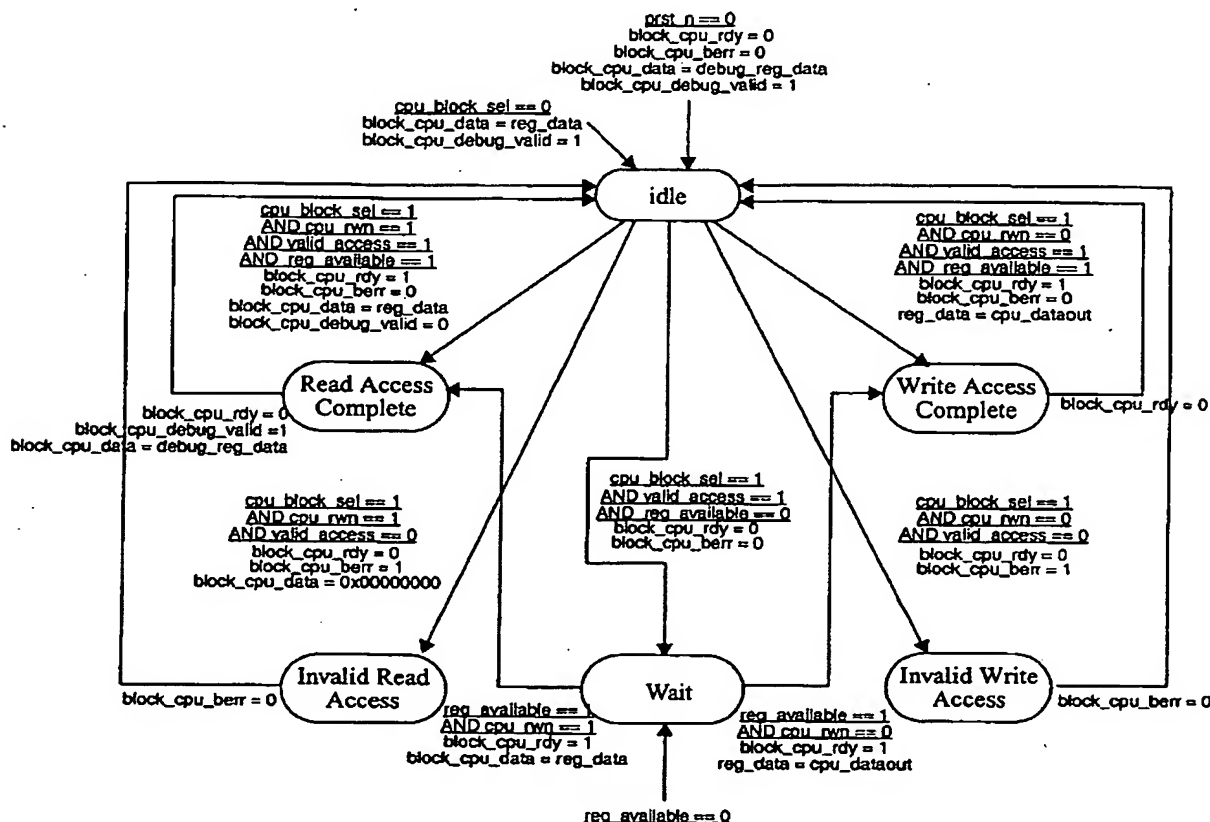 prst_n == 0
block_cpu_rdy = 0
block_cpu_berr = 0
block_cpu_data = debug_reg_data
block_cpu_debug_valid = 1
cpu_block_sel == 0
block_cpu_data = reg_data
block_cpu_debug_valid = 1
idle
cpu_block_sel == 1
AND cpu_rwn == 1
AND valid_access == 1
AND reg_available == 1
block_cpu_rdy = 1
block_cpu_berr = 0
block_cpu_data = reg_data
block_cpu_debug_valid = 0
cpu_block_sel == 1
AND cpu_rwn == 0
AND valid_access == 1
AND reg_available == 1
block_cpu_rdy = 1
block_cpu_berr = 0
reg_data = cpu_dataout
Read Access
Complete
Write Access
Complete
block_cpu_rdy = 0
block_cpu_debug_valid =1
block_cpu_data = debug_reg_data
block_cpu_rdy = 0
cpu_block_sel == 1
AND cpu_rwn == 1
AND valid_access == 0
block_cpu_rdy = 0
block_cpu_berr = 1
block_cpu_data = 0x00000000
cpu_block_sel == 1
AND valid_access == 1
AND reg_available == 0
block_cpu_rdy = 0
block_cpu_berr = 0
cpu_block_sel == 1
AND cpu_rwn == 0
AND valid_access == 0
block_cpu_rdy = 0
block_cpu_berr = 1
Invalid Read
Access
Wait
Invalid Write
Access
block_cpu_berr = 0
block_cpu_berr = 0
reg_available == 1
AND cpu_rwn == 1
block_cpu_rdy = 1
block_cpu_data = reg_data
reg_available == 1
AND cpu_rwn == 0
block_cpu_rdy = 1
reg_data = cpu_dataout
reg_available == 0